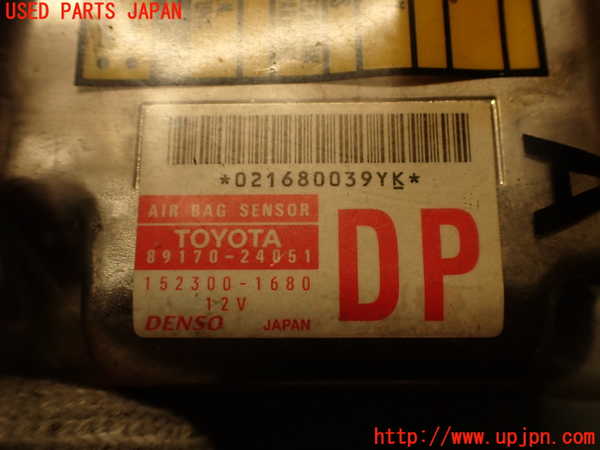 USED PARTS JAPAN
*021680039YK*
AIR BAG SENSOR
TOYOTA
89170-24051
152300-1680
12V
DENSO JAPAN
DP
A
http://www.upjpn.com/